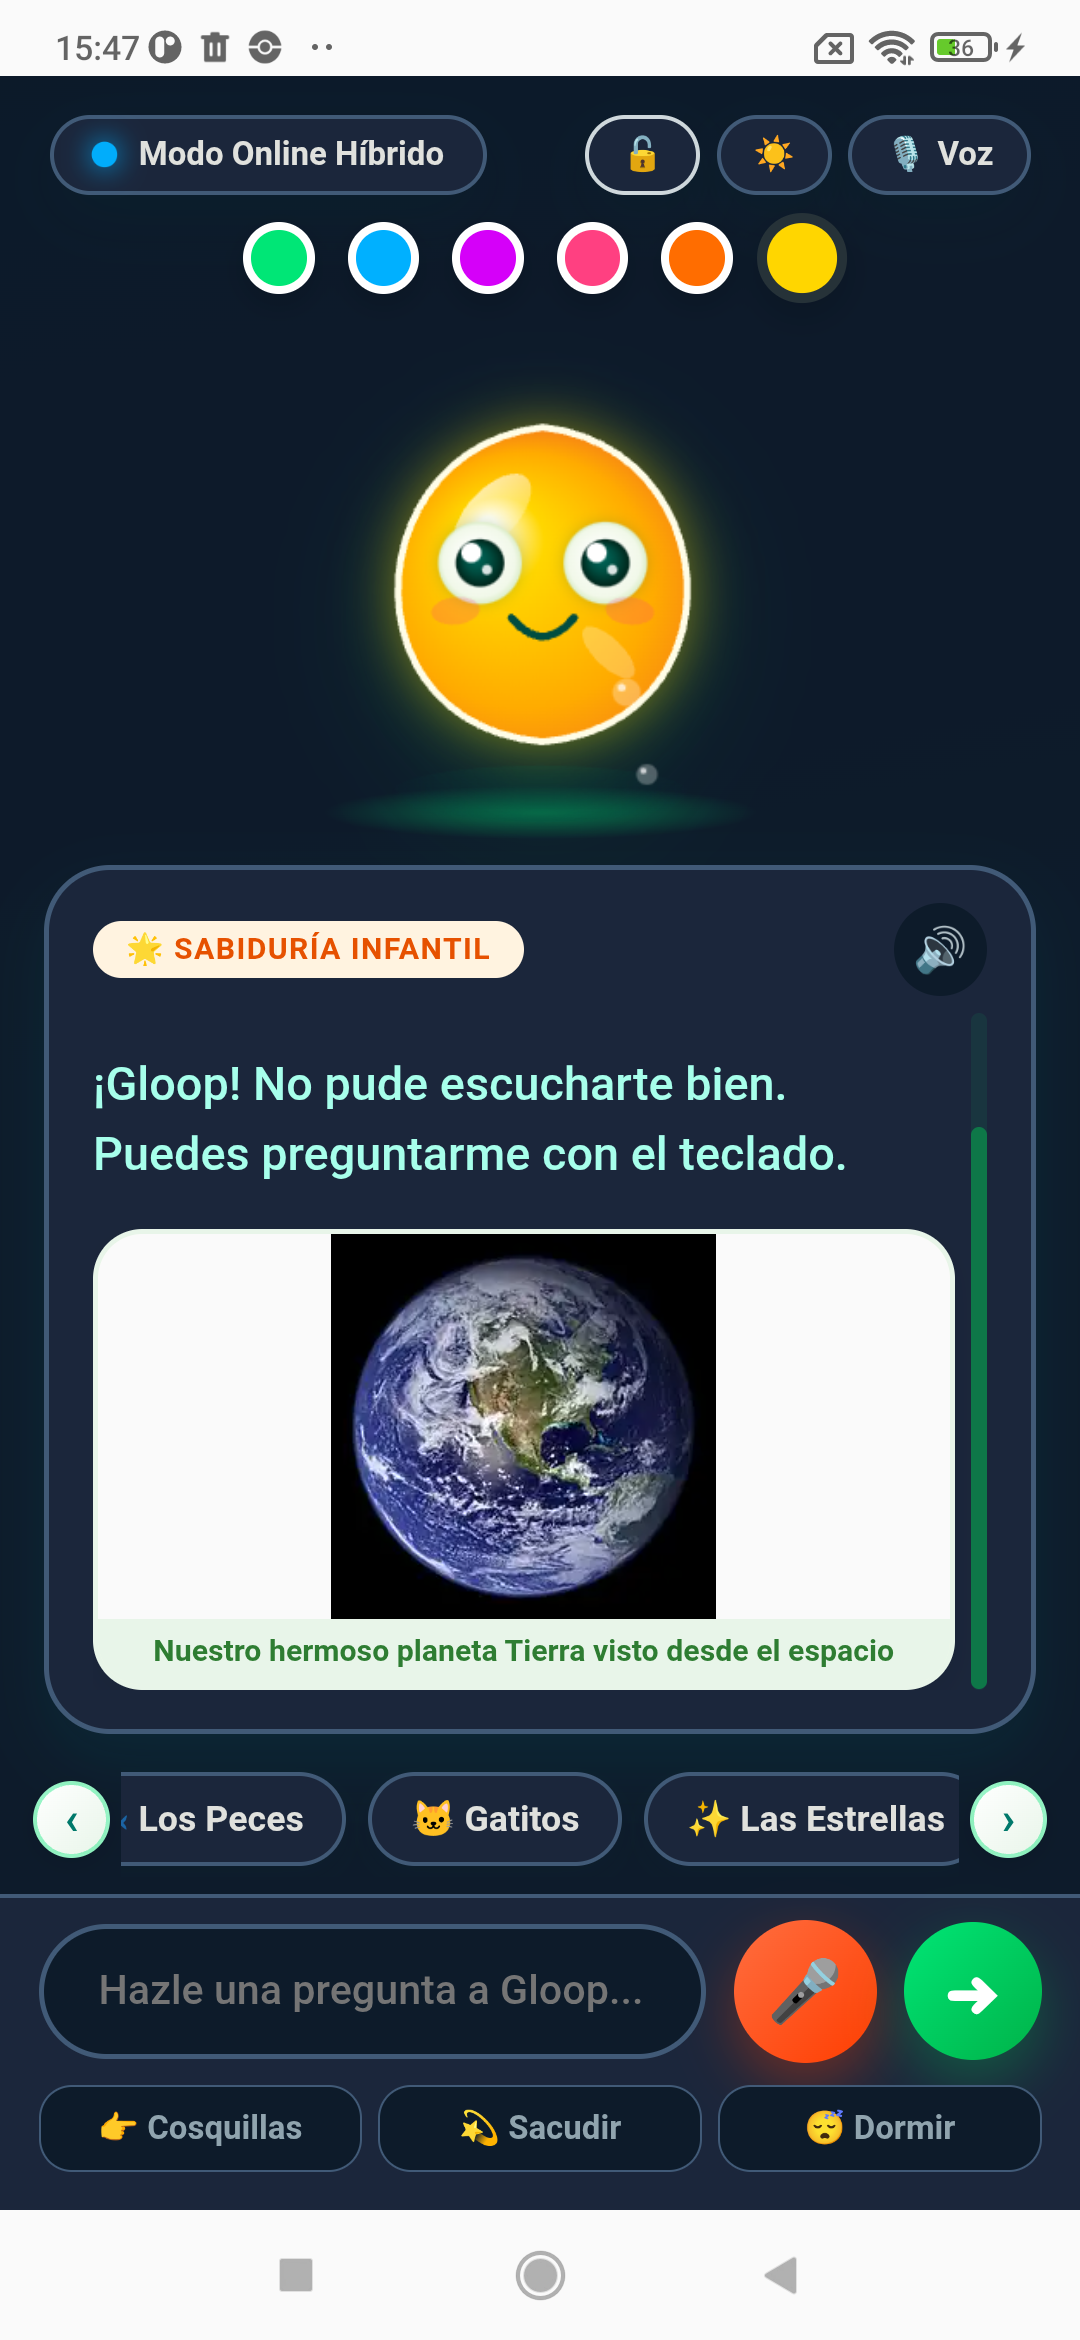 15:47
36
Modo Online Híbrido
Voz
SABIDURÍA INFANTIL
¡Gloop! No pude escucharte bien.
Puedes preguntarme con el teclado.
Nuestro hermoso planeta Tierra visto desde el espacio
‹ Los Peces
Gatitos
Las Estrellas
›
Hazle una pregunta a Gloop...
Cosquillas
Sacudir
Dormir